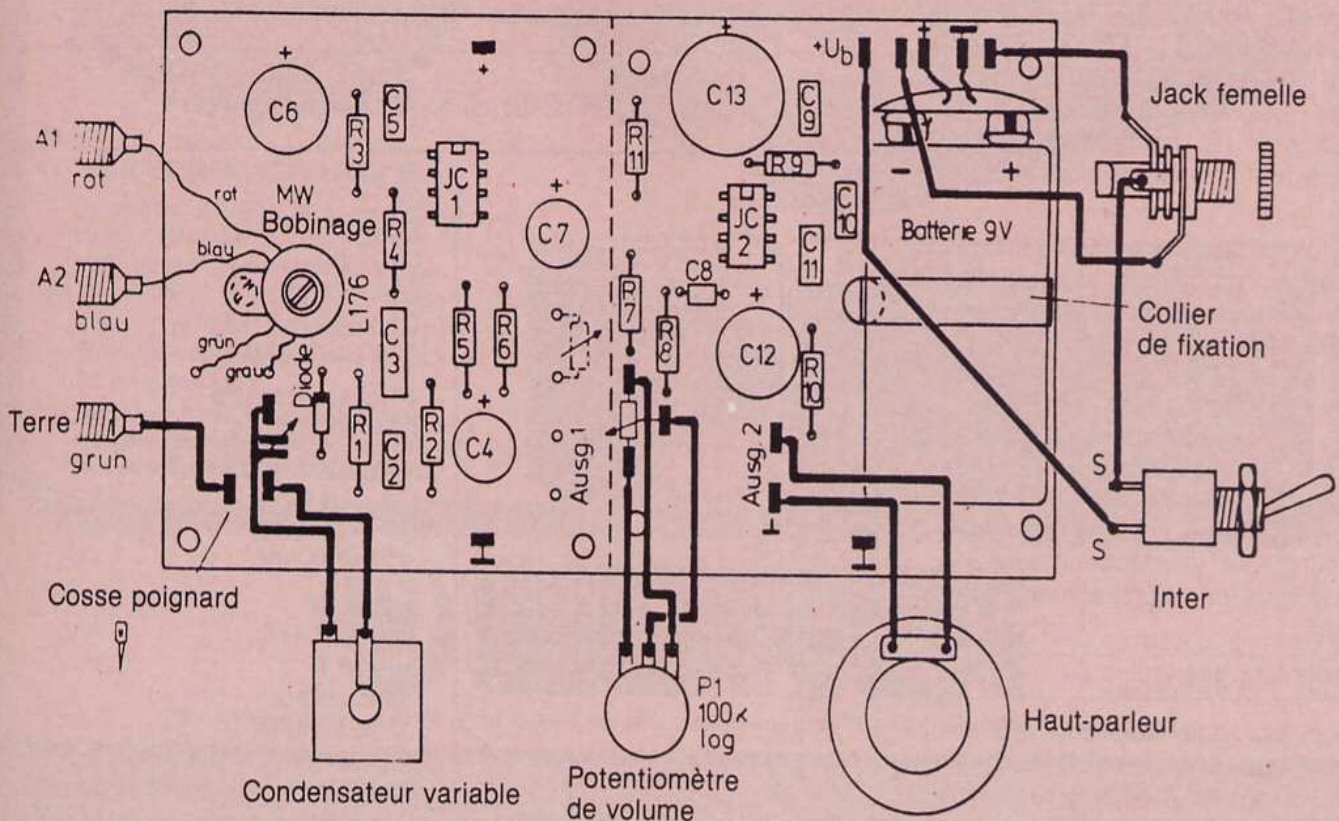 +
+
+
+Ub
C6
R3
C5
+
R11
C13
C9
Jack femelle
A1
rot
rot
MW
Bobinage
JC
1
R9
-
+
R4
+
C7
JC
2
C10
Batterie 9V
A2
blau
blau
L176
C8
C11
R7
+
Collier
de fixation
grün
grau
C3
R5
R6
R8
C12
R10
Diode
Terre
grun
R1
C2
R2
+
C4
Ausg. 1
Ausg. 2
S
S
Inter
Cosse poignard
P1
100K
log
Haut-parleur
Condensateur variable
Potentiomètre
de volume